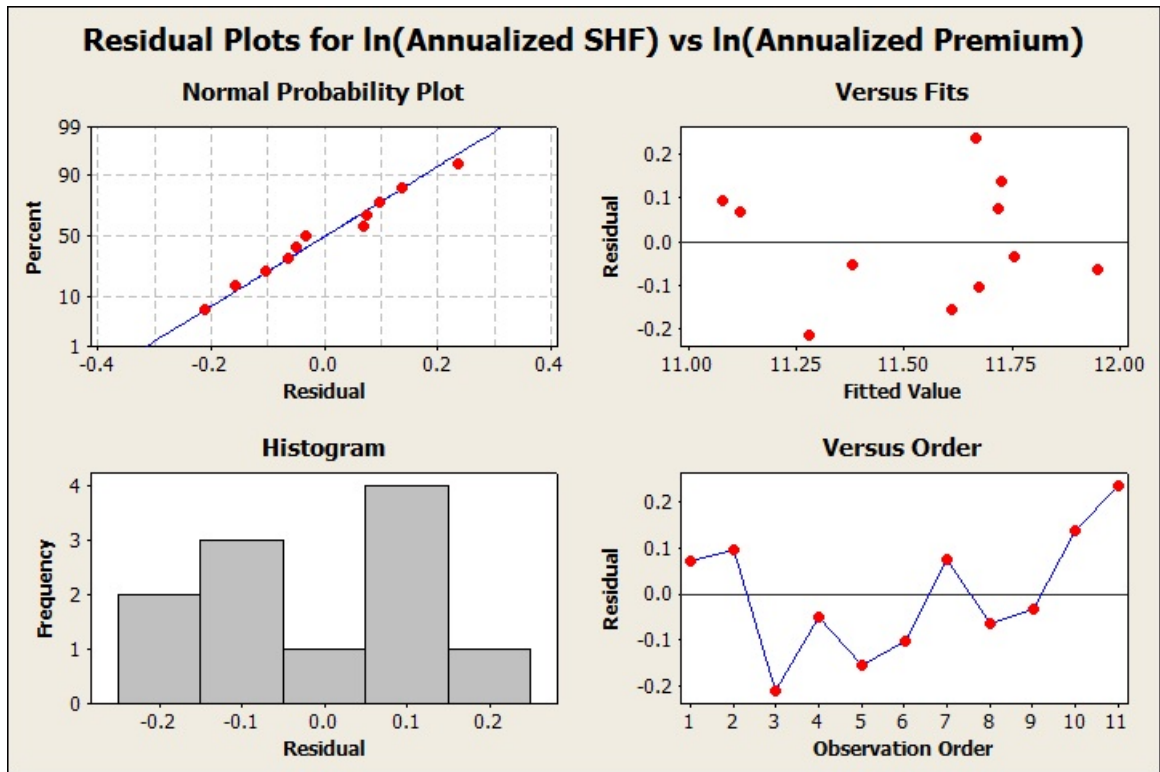 Residual Plots for ln(Annualized SHF) vs ln(Annualized Premium)
Normal Probability Plot
99
90
50
10
1
Percent
-0.4 -0.2 0.0 0.2 0.4
Residual
Versus Fits
0.2
0.1
0.0
-0.1
-0.2
Residual
11.00 11.25 11.50 11.75 12.00
Fitted Value
Histogram
4
3
2
1
0
Frequency
-0.2 -0.1 0.0 0.1 0.2
Residual
Versus Order
0.2
0.1
0.0
-0.1
-0.2
Residual
1 2 3 4 5 6 7 8 9 10 11
Observation Order